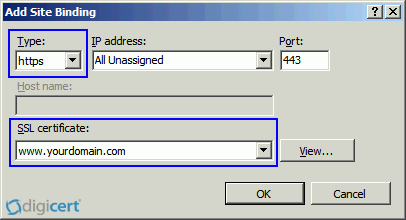 Add Site Binding
Type: IP address: Port:
https All Unassigned 443
Host name:
SSL certificate:
www.yourdomain.com View...
digicert OK Cancel